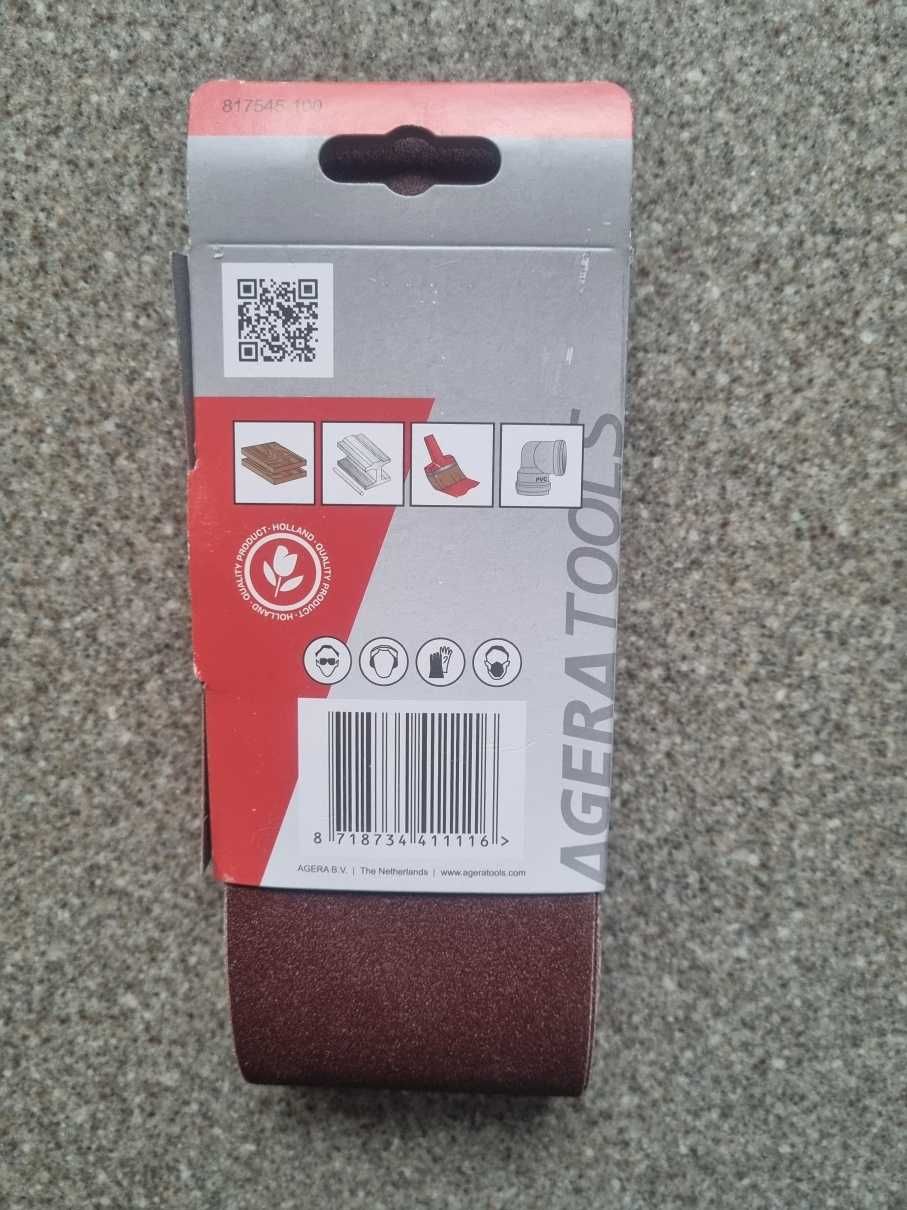 817545-100
PVC
QUALITY PRODUCT · HOLLAND · QUALITY PRODUCT · HOLLAND ·
AGERA TOOLS
8 718734 411116 >
AGERA B.V. | The Netherlands | www.ageratools.com